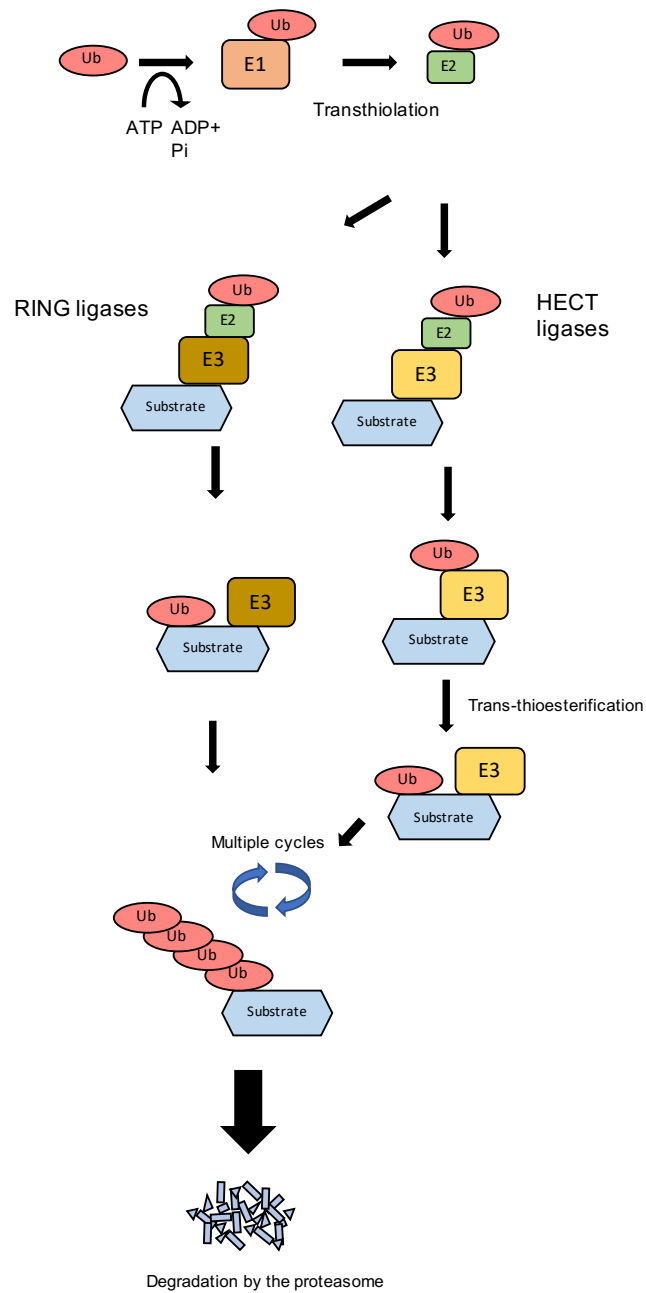 Ub
Ub
E1
Ub
E2
ATP ADP+
Pi
Transthiolation
RING ligases
Ub
E2
E3
Substrate
HECT
ligases
Ub
E2
E3
Substrate
Ub
E3
Substrate
Ub
E3
Substrate
Trans-thioesterification
Ub
E3
Substrate
Multiple cycles
Ub
Ub
Ub
Ub
Substrate
Degradation by the proteasome